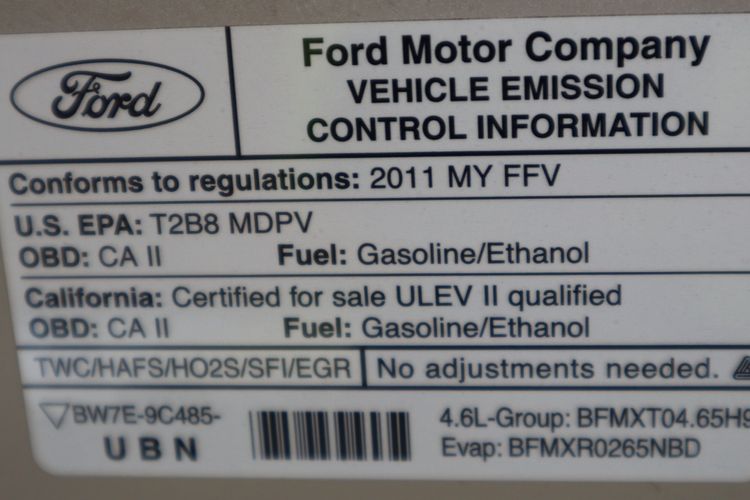 Ford
Ford Motor Company
VEHICLE EMISSION
CONTROL INFORMATION
Conforms to regulations: 2011 MY FFV
U.S. EPA: T2B8 MDPV
OBD: CA II Fuel: Gasoline/Ethanol
California: Certified for sale ULEV II qualified
OBD: CA II Fuel: Gasoline/Ethanol
TWC/HAFS/HO2S/SFI/EGR No adjustments needed.
BW7E-9C485-
UBN
4.6L-Group: BFMXT04.65H9
Evap: BFMXR0265NBD